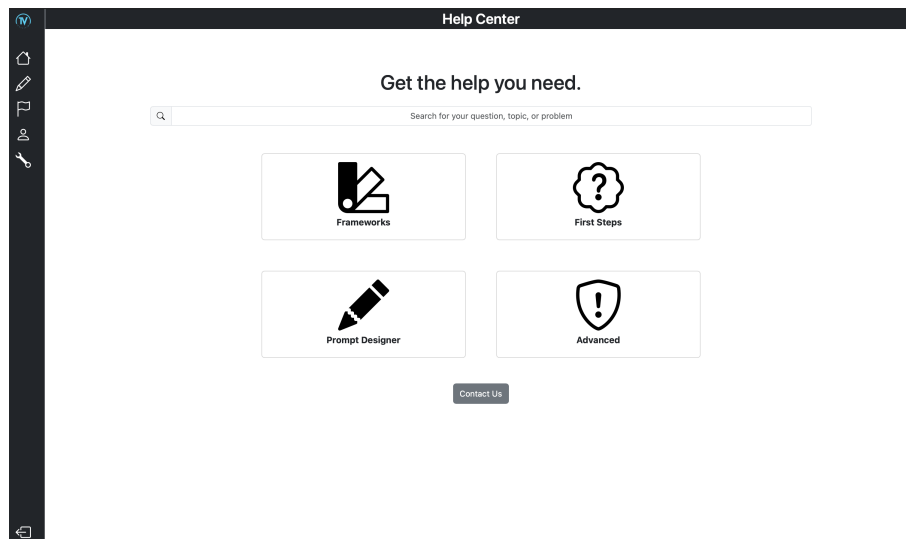 TV
Help Center
Get the help you need.
Search for your question, topic, or problem
Frameworks
First Steps
Prompt Designer
Advanced
Contact Us